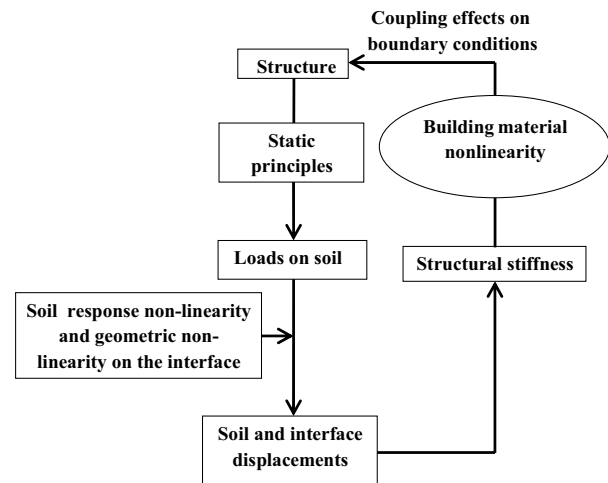 Coupling effects on
boundary conditions
Structure
Building material
nonlinearity
Static
principles
Loads on soil
Structural stiffness
Soil response non-linearity
and geometric non-
linearity on the interface
Soil and interface
displacements